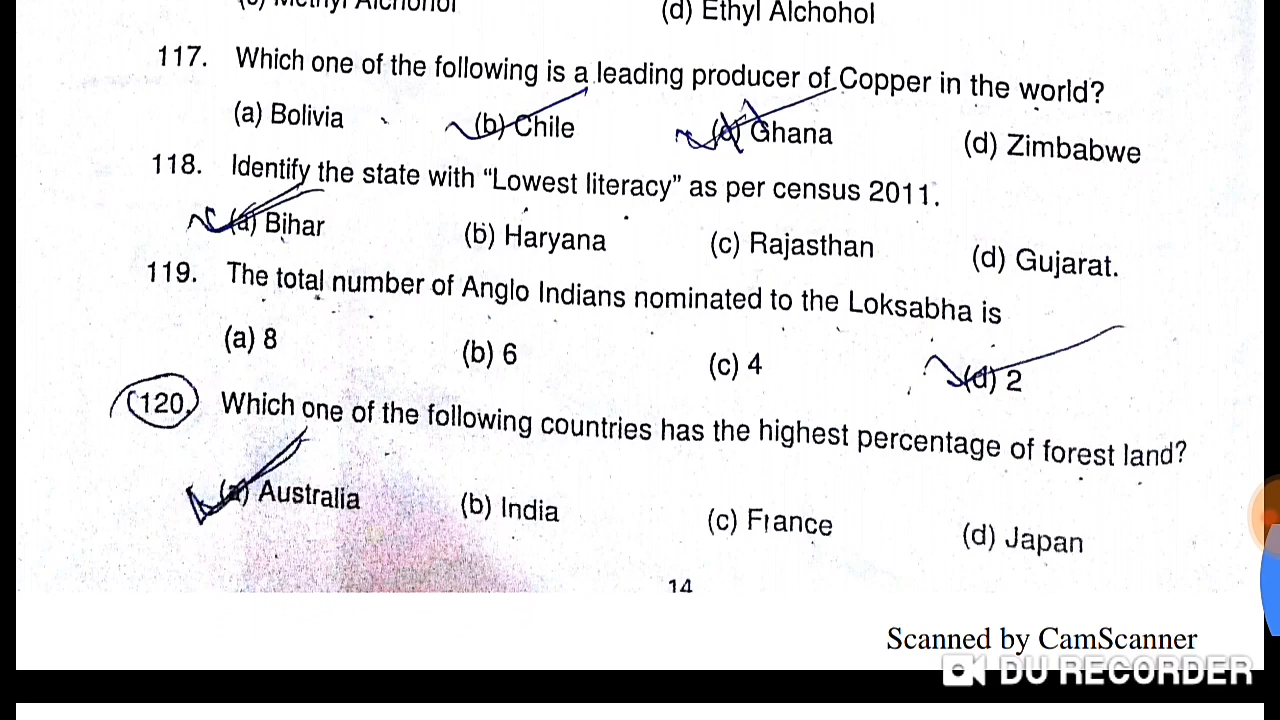 (c) Methyl Alchohol (d) Ethyl Alchohol
117. Which one of the following is a leading producer of Copper in the world?
(a) Bolivia (b) Chile (c) Ghana (d) Zimbabwe
118. Identify the state with “Lowest literacy” as per census 2011.
(a) Bihar (b) Haryana (c) Rajasthan (d) Gujarat.
119. The total number of Anglo Indians nominated to the Loksabha is
(a) 8 (b) 6 (c) 4 (d) 2
120. Which one of the following countries has the highest percentage of forest land?
(a) Australia (b) India (c) France (d) Japan
14
Scanned by CamScanner
DU RECORDER